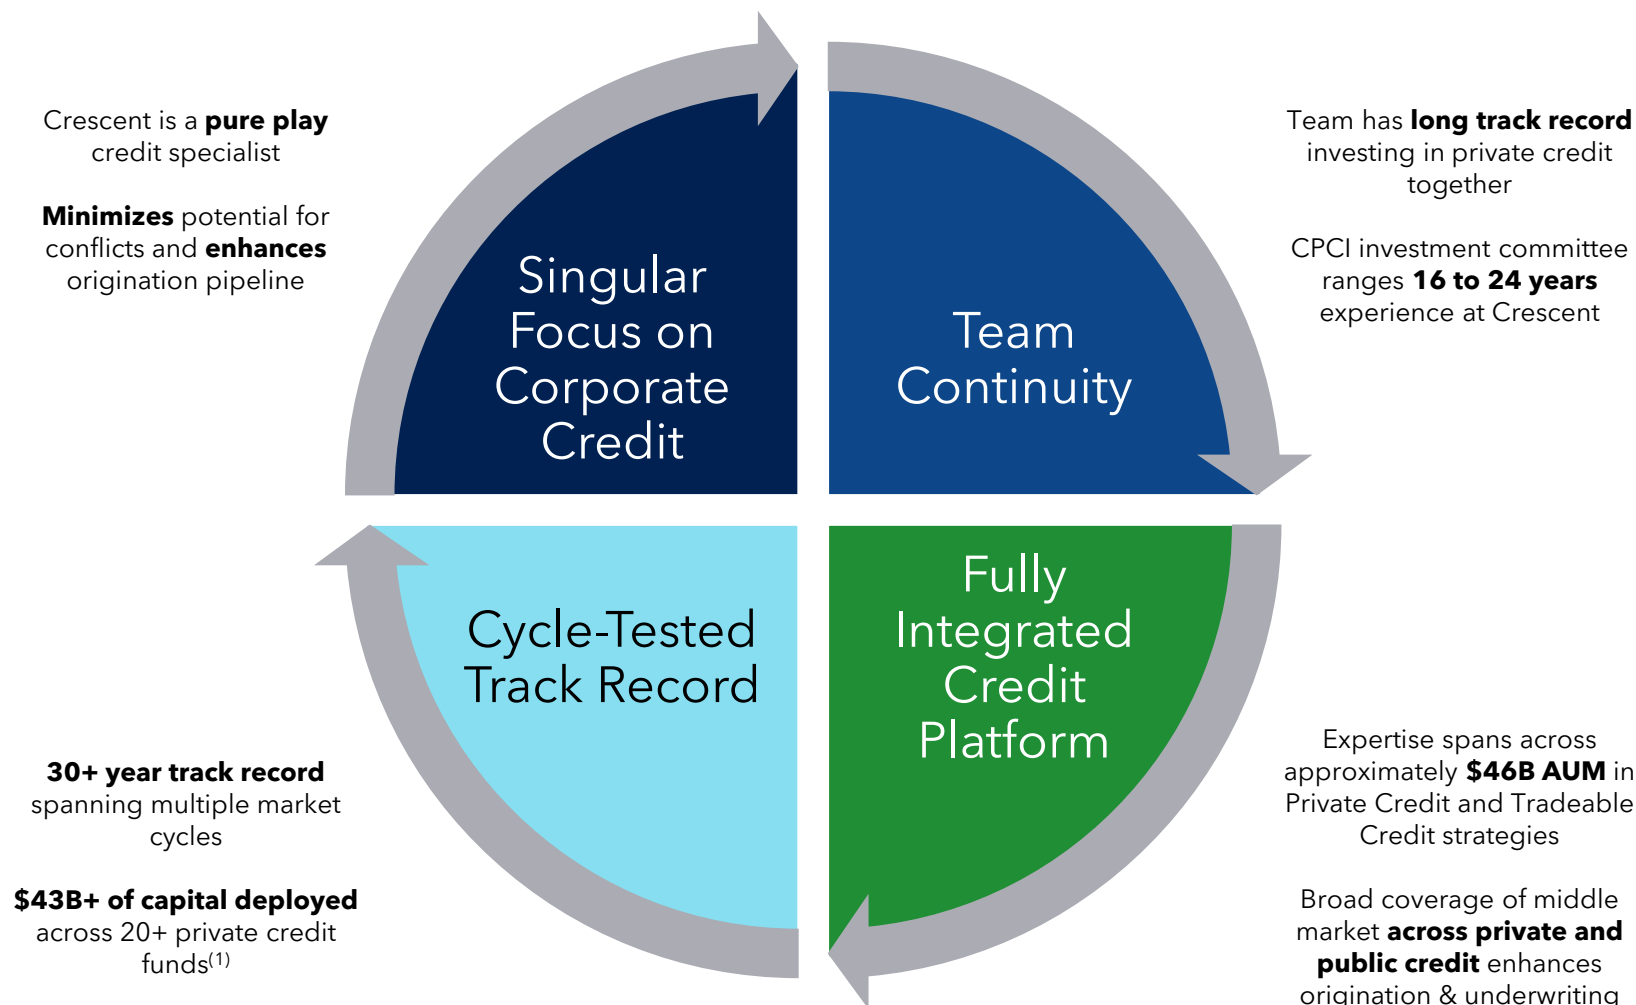 Crescent is a pure play
credit specialist
Minimizes potential for
conflicts and enhances
origination pipeline
Singular
Focus on
Corporate
Credit
Team
Continuity
Team has long track record
investing in private credit
together
CPCI investment committee
ranges 16 to 24 years
experience at Crescent
Cycle-Tested
Track Record
30+ year track record
spanning multiple market
cycles
$43B+ of capital deployed
across 20+ private credit
funds(1)
Fully
Integrated
Credit
Platform
Expertise spans across
approximately $46B AUM in
Private Credit and Tradeable
Credit strategies
Broad coverage of middle
market across private and
public credit enhances
origination & underwriting